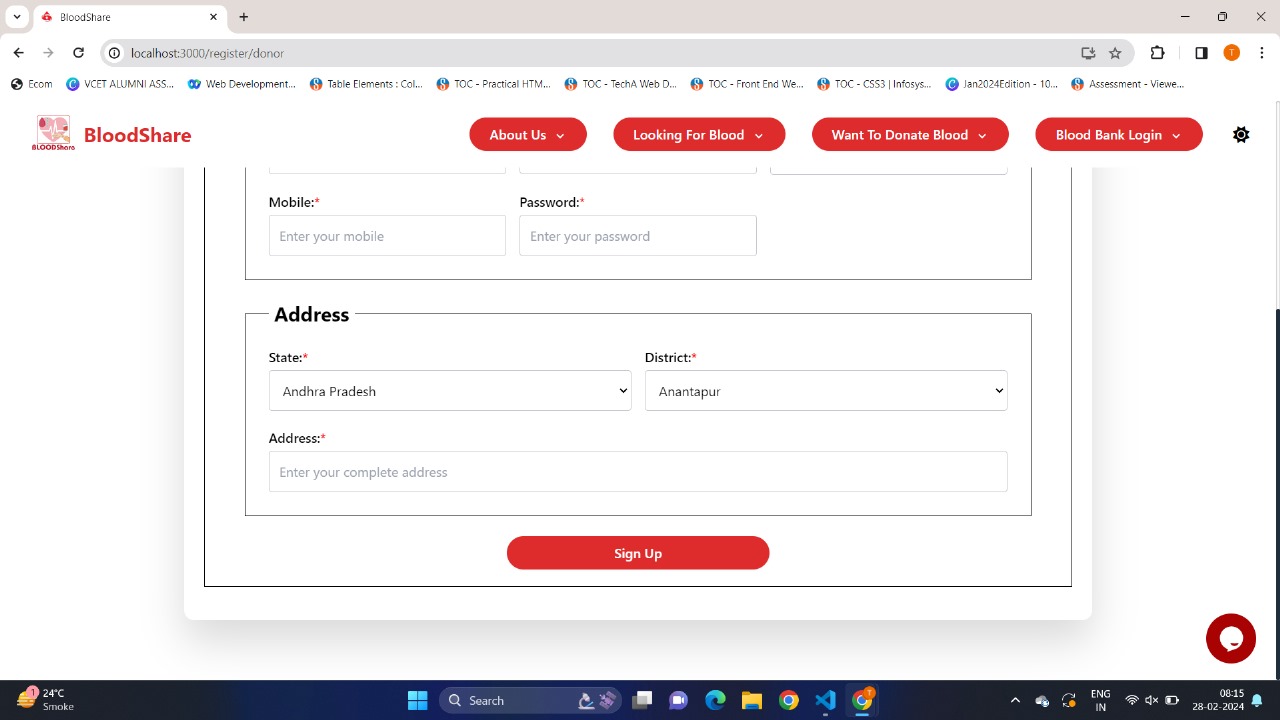 BloodShare
localhost:3000/register/donor
T
Ecom
VCET ALUMNI ASS...
Web Development...
Table Elements : Col...
TOC - Practical HTM...
TOC - TechA Web D...
TOC - Front End We...
TOC - CSS3 | Infosys...
Jan2024Edition - 10...
Assessment - Viewe...
BLOODShare
BloodShare
About Us
Looking For Blood
Want To Donate Blood
Blood Bank Login
Mobile:*
Password:*
Enter your mobile
Enter your password
Address
State:*
District:*
Andhra Pradesh
Anantapur
Address:*
Enter your complete address
Sign Up
1
24°C
Smoke
Search
T
ENG
IN
08:15
28-02-2024